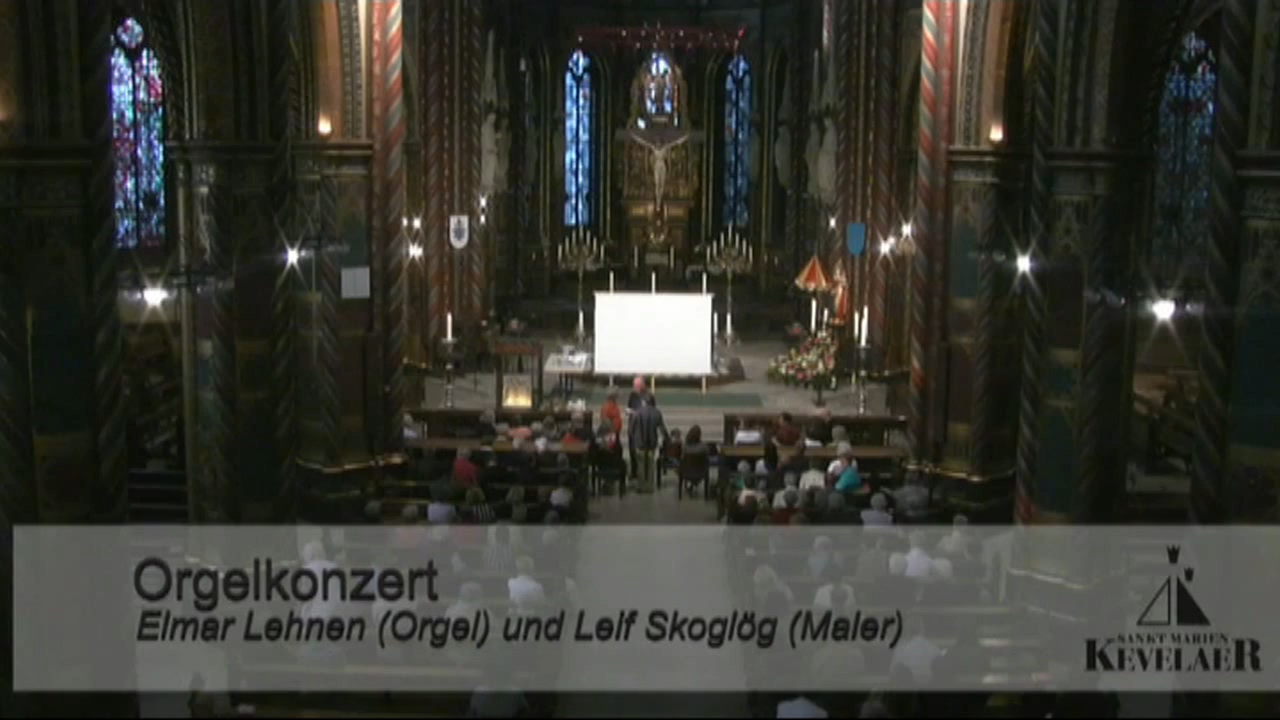 Orgelkonzert
Elmar Lehnen (Orgel) und Leif Skoglög (Maler)
SANKT MARIEN
KEVELAER